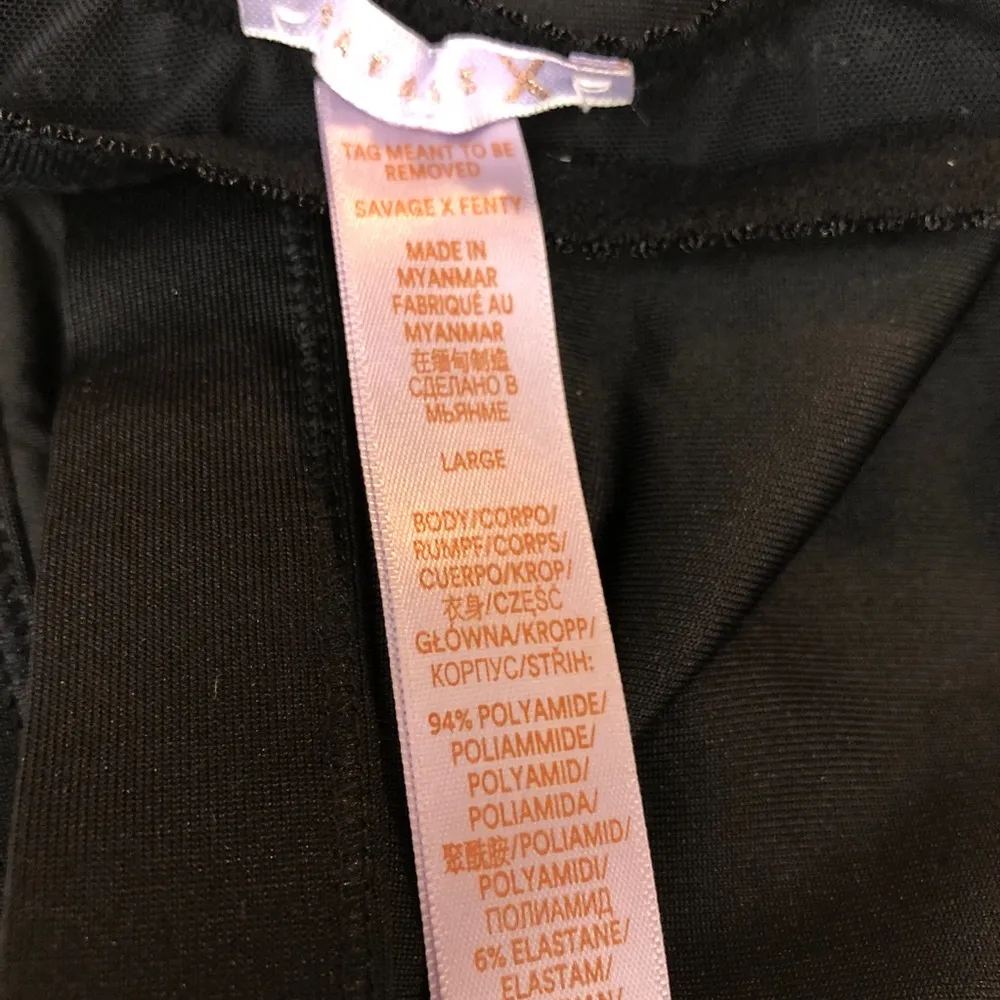 SAVAGE X
TAG MEANT TO BE
REMOVED
SAVAGE X FENTY
MADE IN
MYANMAR
FABRIQUÉ AU
MYANMAR
在缅甸制造
СДЕЛАНО В
МЬЯНМЕ
LARGE
BODY/CORPO/
RUMPF/CORPS/
CUERPO/KROP/
衣身/CZĘŚĆ
GŁÓWNA/KROPP/
КОРПУС/STŘIH:
94% POLYAMIDE/
POLIAMMIDE/
POLYAMID/
POLIAMIDA/
聚酰胺/POLIAMID/
POLYAMIDI/
ПОЛИАМИД
6% ELASTANE/
ELASTAM/